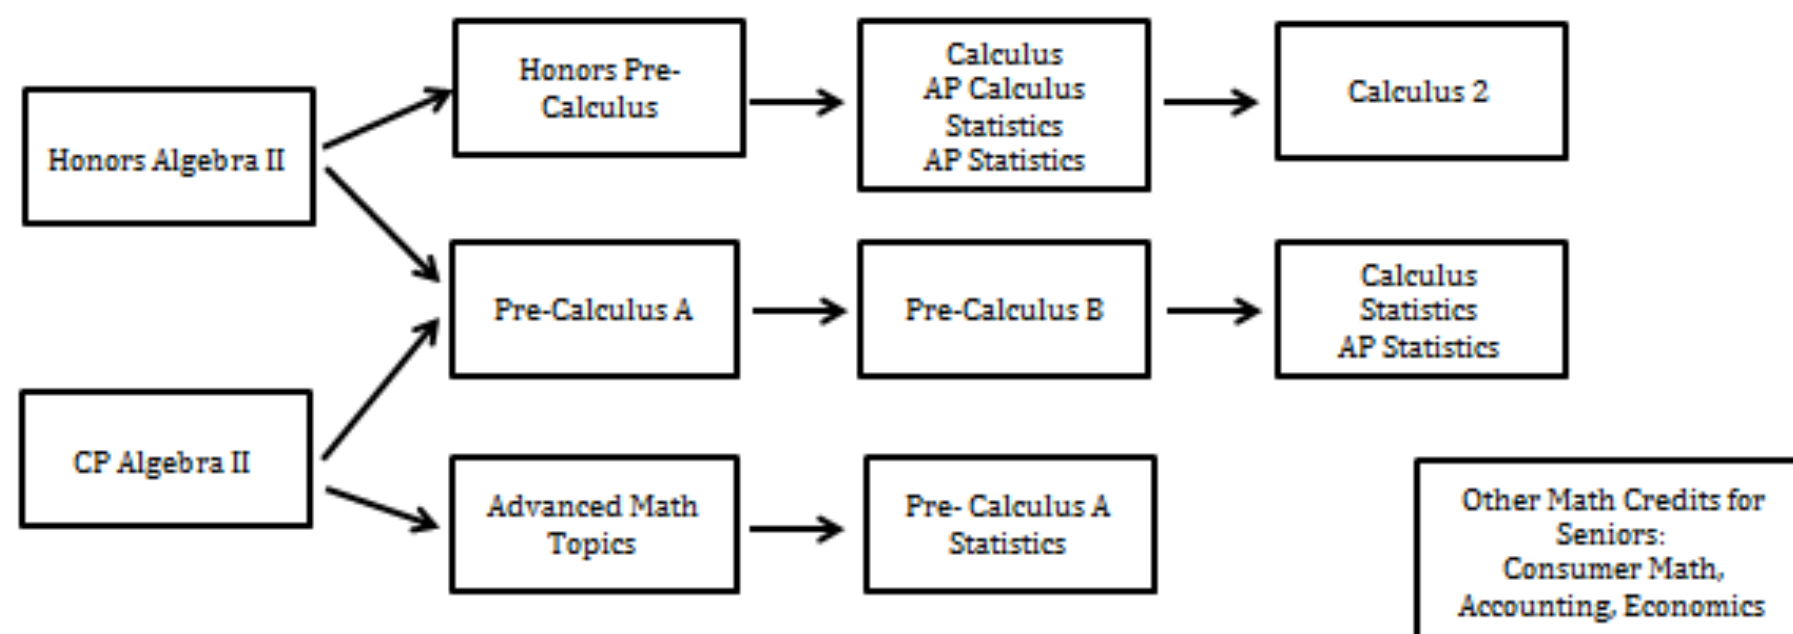 Honors Algebra II
Honors Pre-
Calculus
Calculus
AP Calculus
Statistics
AP Statistics
Calculus 2
Pre-Calculus A
Pre-Calculus B
Calculus
Statistics
AP Statistics
CP Algebra II
Advanced Math
Topics
Pre- Calculus A
Statistics
Other Math Credits for
Seniors:
Consumer Math,
Accounting, Economics